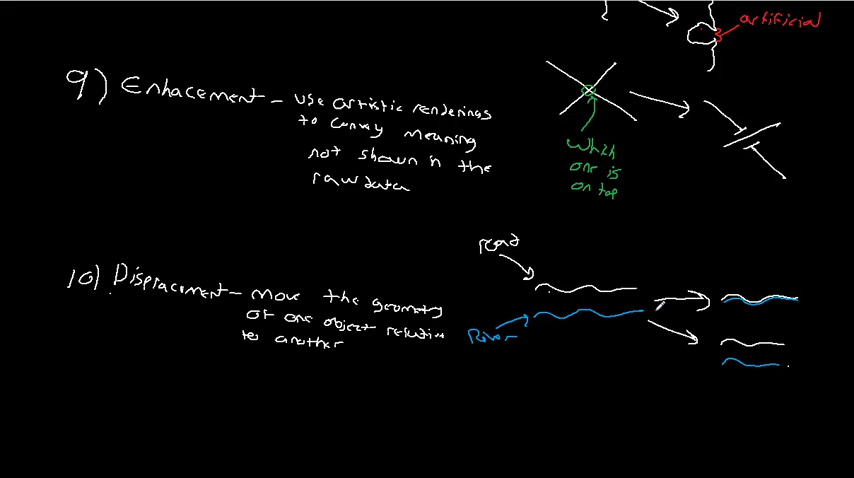 artificial
9) Enhacement - use artistic renderings
to convay meaning
not shown in the
raw data
which
one is
on top
road
10) Displacement - move the geometry
of one object relative
to another
River